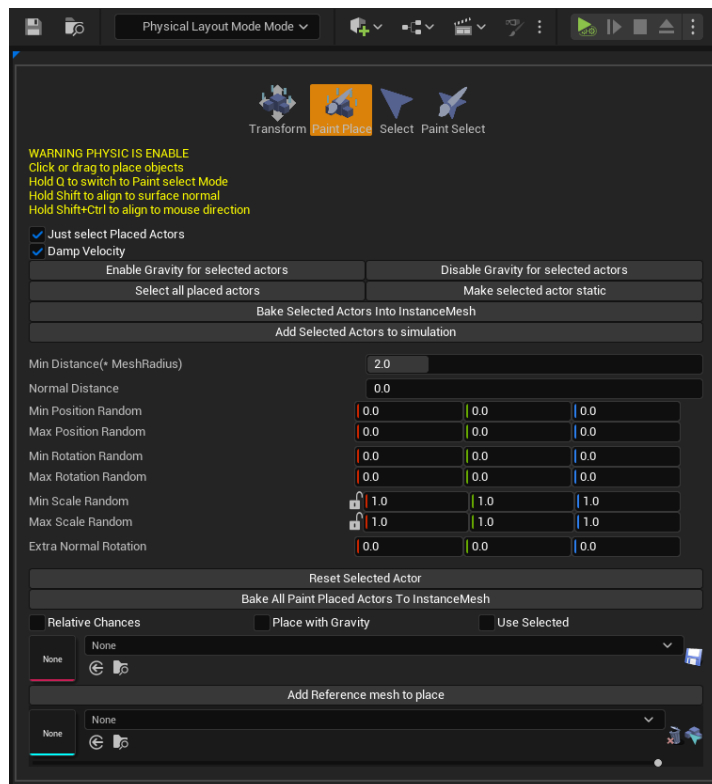 Physical Layout Mode Mode
Transform Paint Place Select Paint Select
WARNING PHYSIC IS ENABLE
Click or drag to place objects
Hold Q to switch to Paint select Mode
Hold Shift to align to surface normal
Hold Shift+Ctrl to align to mouse direction
Just select Placed Actors
Damp Velocity
Enable Gravity for selected actors Disable Gravity for selected actors
Select all placed actors Make selected actor static
Bake Selected Actors Into InstanceMesh
Add Selected Actors to simulation
Min Distance(* MeshRadius) 2.0
Normal Distance 0.0
Min Position Random 0.0 0.0 0.0
Max Position Random 0.0 0.0 0.0
Min Rotation Random 0.0 0.0 0.0
Max Rotation Random 0.0 0.0 0.0
Min Scale Random 1.0 1.0 1.0
Max Scale Random 1.0 1.0 1.0
Extra Normal Rotation 0.0 0.0 0.0
Reset Selected Actor
Bake All Paint Placed Actors To InstanceMesh
Relative Chances Place with Gravity Use Selected
None None
Add Reference mesh to place
None None